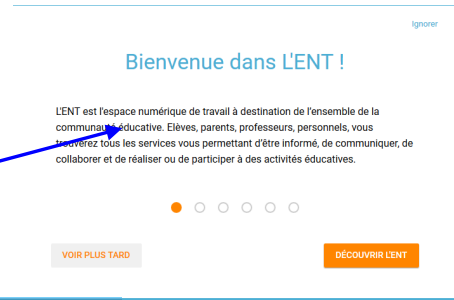 Ignorer
Bienvenue dans L'ENT !
L'ENT est l'espace numérique de travail à destination de l'ensemble de la
communauté éducative. Elèves, parents, professeurs, personnels, vous
trouverez tous les services vous permettant d'être informé, de communiquer, de
collaborer et de réaliser ou de participer à des activités éducatives.
VOIR PLUS TARD
DÉCOUVRIR L'ENT